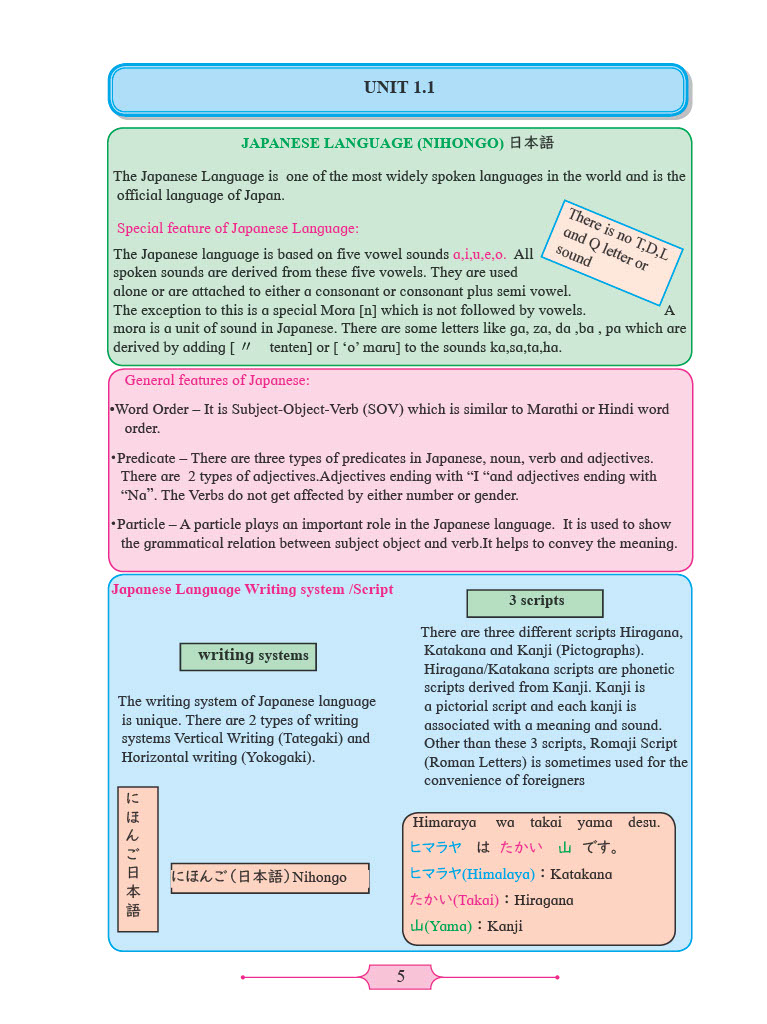 UNIT 1.1
JAPANESE LANGUAGE (NIHONGO) 日本語
The Japanese Language is one of the most widely spoken languages in the world and is the
official language of Japan.
Special feature of Japanese Language:
There is no T,D,L
and Q letter or
sound
The Japanese language is based on five vowel sounds a,i,u,e,o. All
spoken sounds are derived from these five vowels. They are used
alone or are attached to either a consonant or consonant plus semi vowel.
The exception to this is a special Mora [n] which is not followed by vowels. A
mora is a unit of sound in Japanese. There are some letters like ga, za, da ,ba , pa which are
derived by adding [ 〃 tenten] or [ ‘o’ maru] to the sounds ka,sa,ta,ha.
General features of Japanese:
•Word Order – It is Subject-Object-Verb (SOV) which is similar to Marathi or Hindi word
order.
•Predicate – There are three types of predicates in Japanese, noun, verb and adjectives.
There are 2 types of adjectives.Adjectives ending with “I “and adjectives ending with
“Na”. The Verbs do not get affected by either number or gender.
•Particle – A particle plays an important role in the Japanese language. It is used to show
the grammatical relation between subject object and verb.It helps to convey the meaning.
Japanese Language Writing system /Script
writing systems
The writing system of Japanese language
is unique. There are 2 types of writing
systems Vertical Writing (Tategaki) and
Horizontal writing (Yokogaki).
にほんご日本語
にほんご(日本語)Nihongo
3 scripts
There are three different scripts Hiragana,
Katakana and Kanji (Pictographs).
Hiragana/Katakana scripts are phonetic
scripts derived from Kanji. Kanji is
a pictorial script and each kanji is
associated with a meaning and sound.
Other than these 3 scripts, Romaji Script
(Roman Letters) is sometimes used for the
convenience of foreigners
Himaraya wa takai yama desu.
ヒマラヤ は たかい 山 です。
ヒマラヤ(Himalaya)：Katakana
たかい(Takai)：Hiragana
山(Yama)：Kanji
5